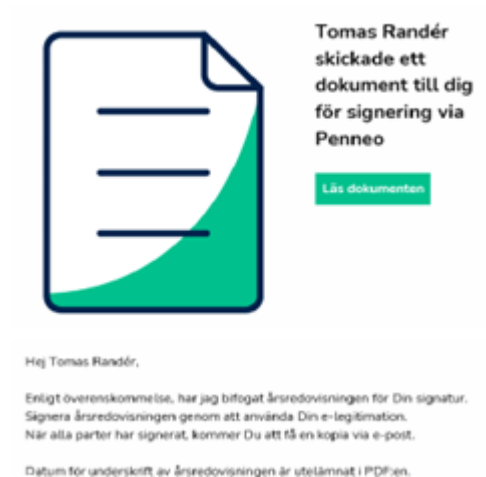 Tomas Randér
skickade ett
dokument till dig
för signering via
Penneo
Läs dokumenten
Hej Tomas Randér,
Enligt överenskommelse, har jag bifogat årsredovisningen för Din signatur.
Signera årsredovisningen genom att använda Din e-legitimation.
När alla parter har signerat, kommer Du att få en kopia via e-post.
Datum för underskrift av årsredovisningen är utelämnat i PDF:en.